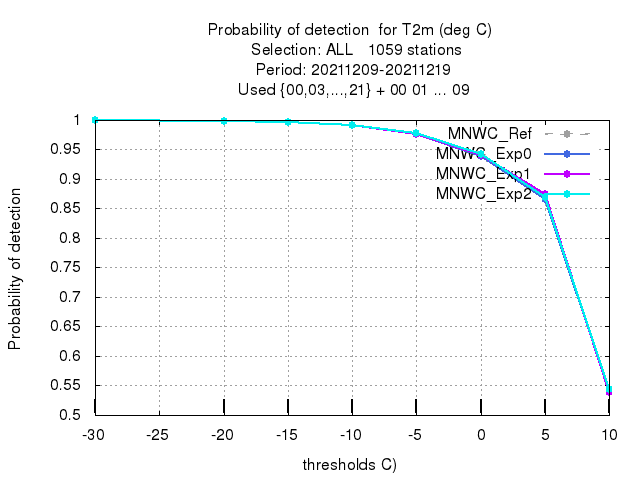 Probability of detection  for T2m (deg C)
Selection: ALL   1059 stations
Period: 20211209-20211219
Used {00,03,...,21} + 00 01 ... 09
Probability of detection
1
0.95
0.9
0.85
0.8
0.75
0.7
0.65
0.6
0.55
0.5
MNWC_Ref
MNWC_Exp0
MNWC_Exp1
MNWC_Exp2
-30 -25 -20 -15 -10 -5 0 5 10
thresholds C)